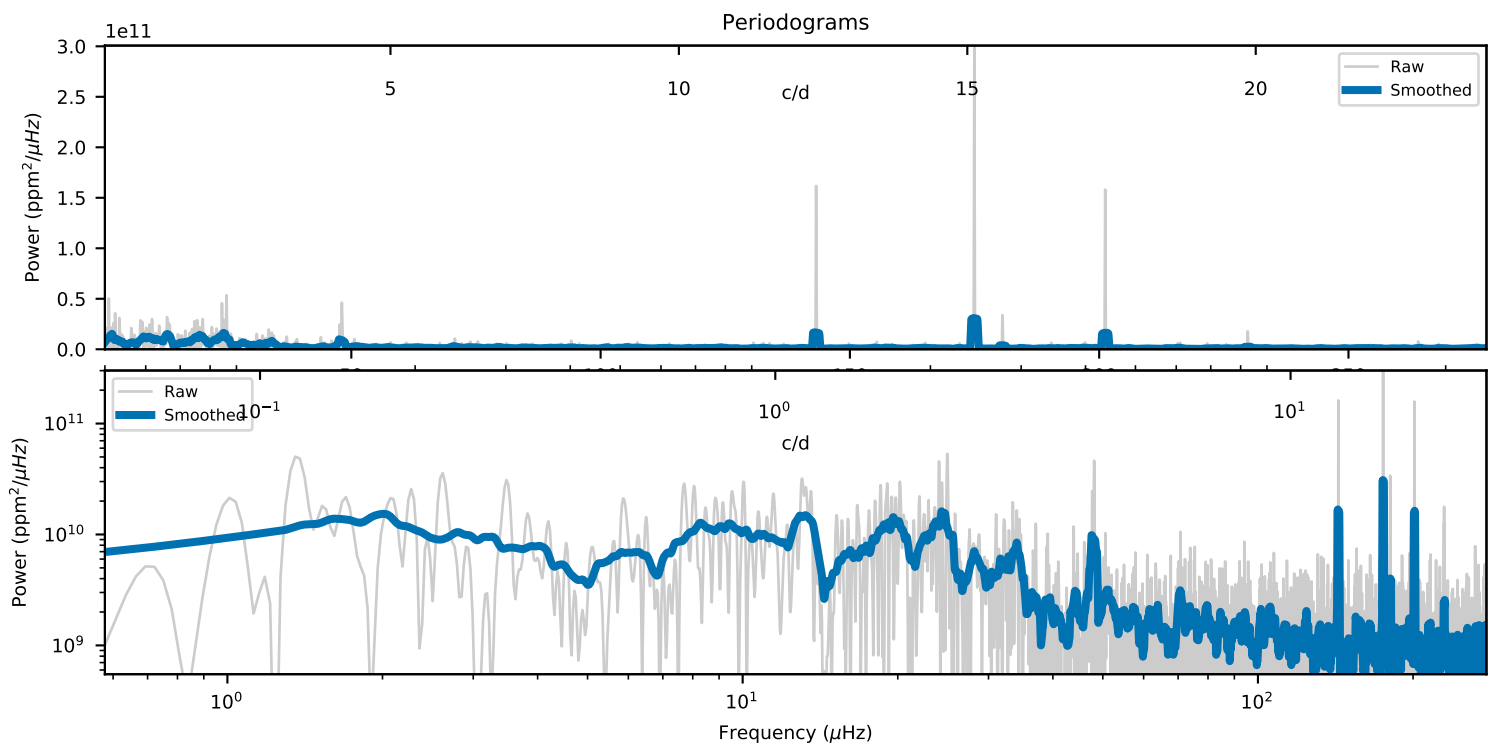 Periodograms
1e11
3.0
2.5
2.0
1.5
1.0
0.5
0.0
Power (ppm²/μHz)
5 10 15 20
c/d
Raw
Smoothed
10¹¹
10¹⁰
10⁹
Power (ppm²/μHz)
Raw
Smoothed
10⁻¹ 10⁰ 10¹
c/d
10⁰ 10¹ 10²
Frequency (μHz)